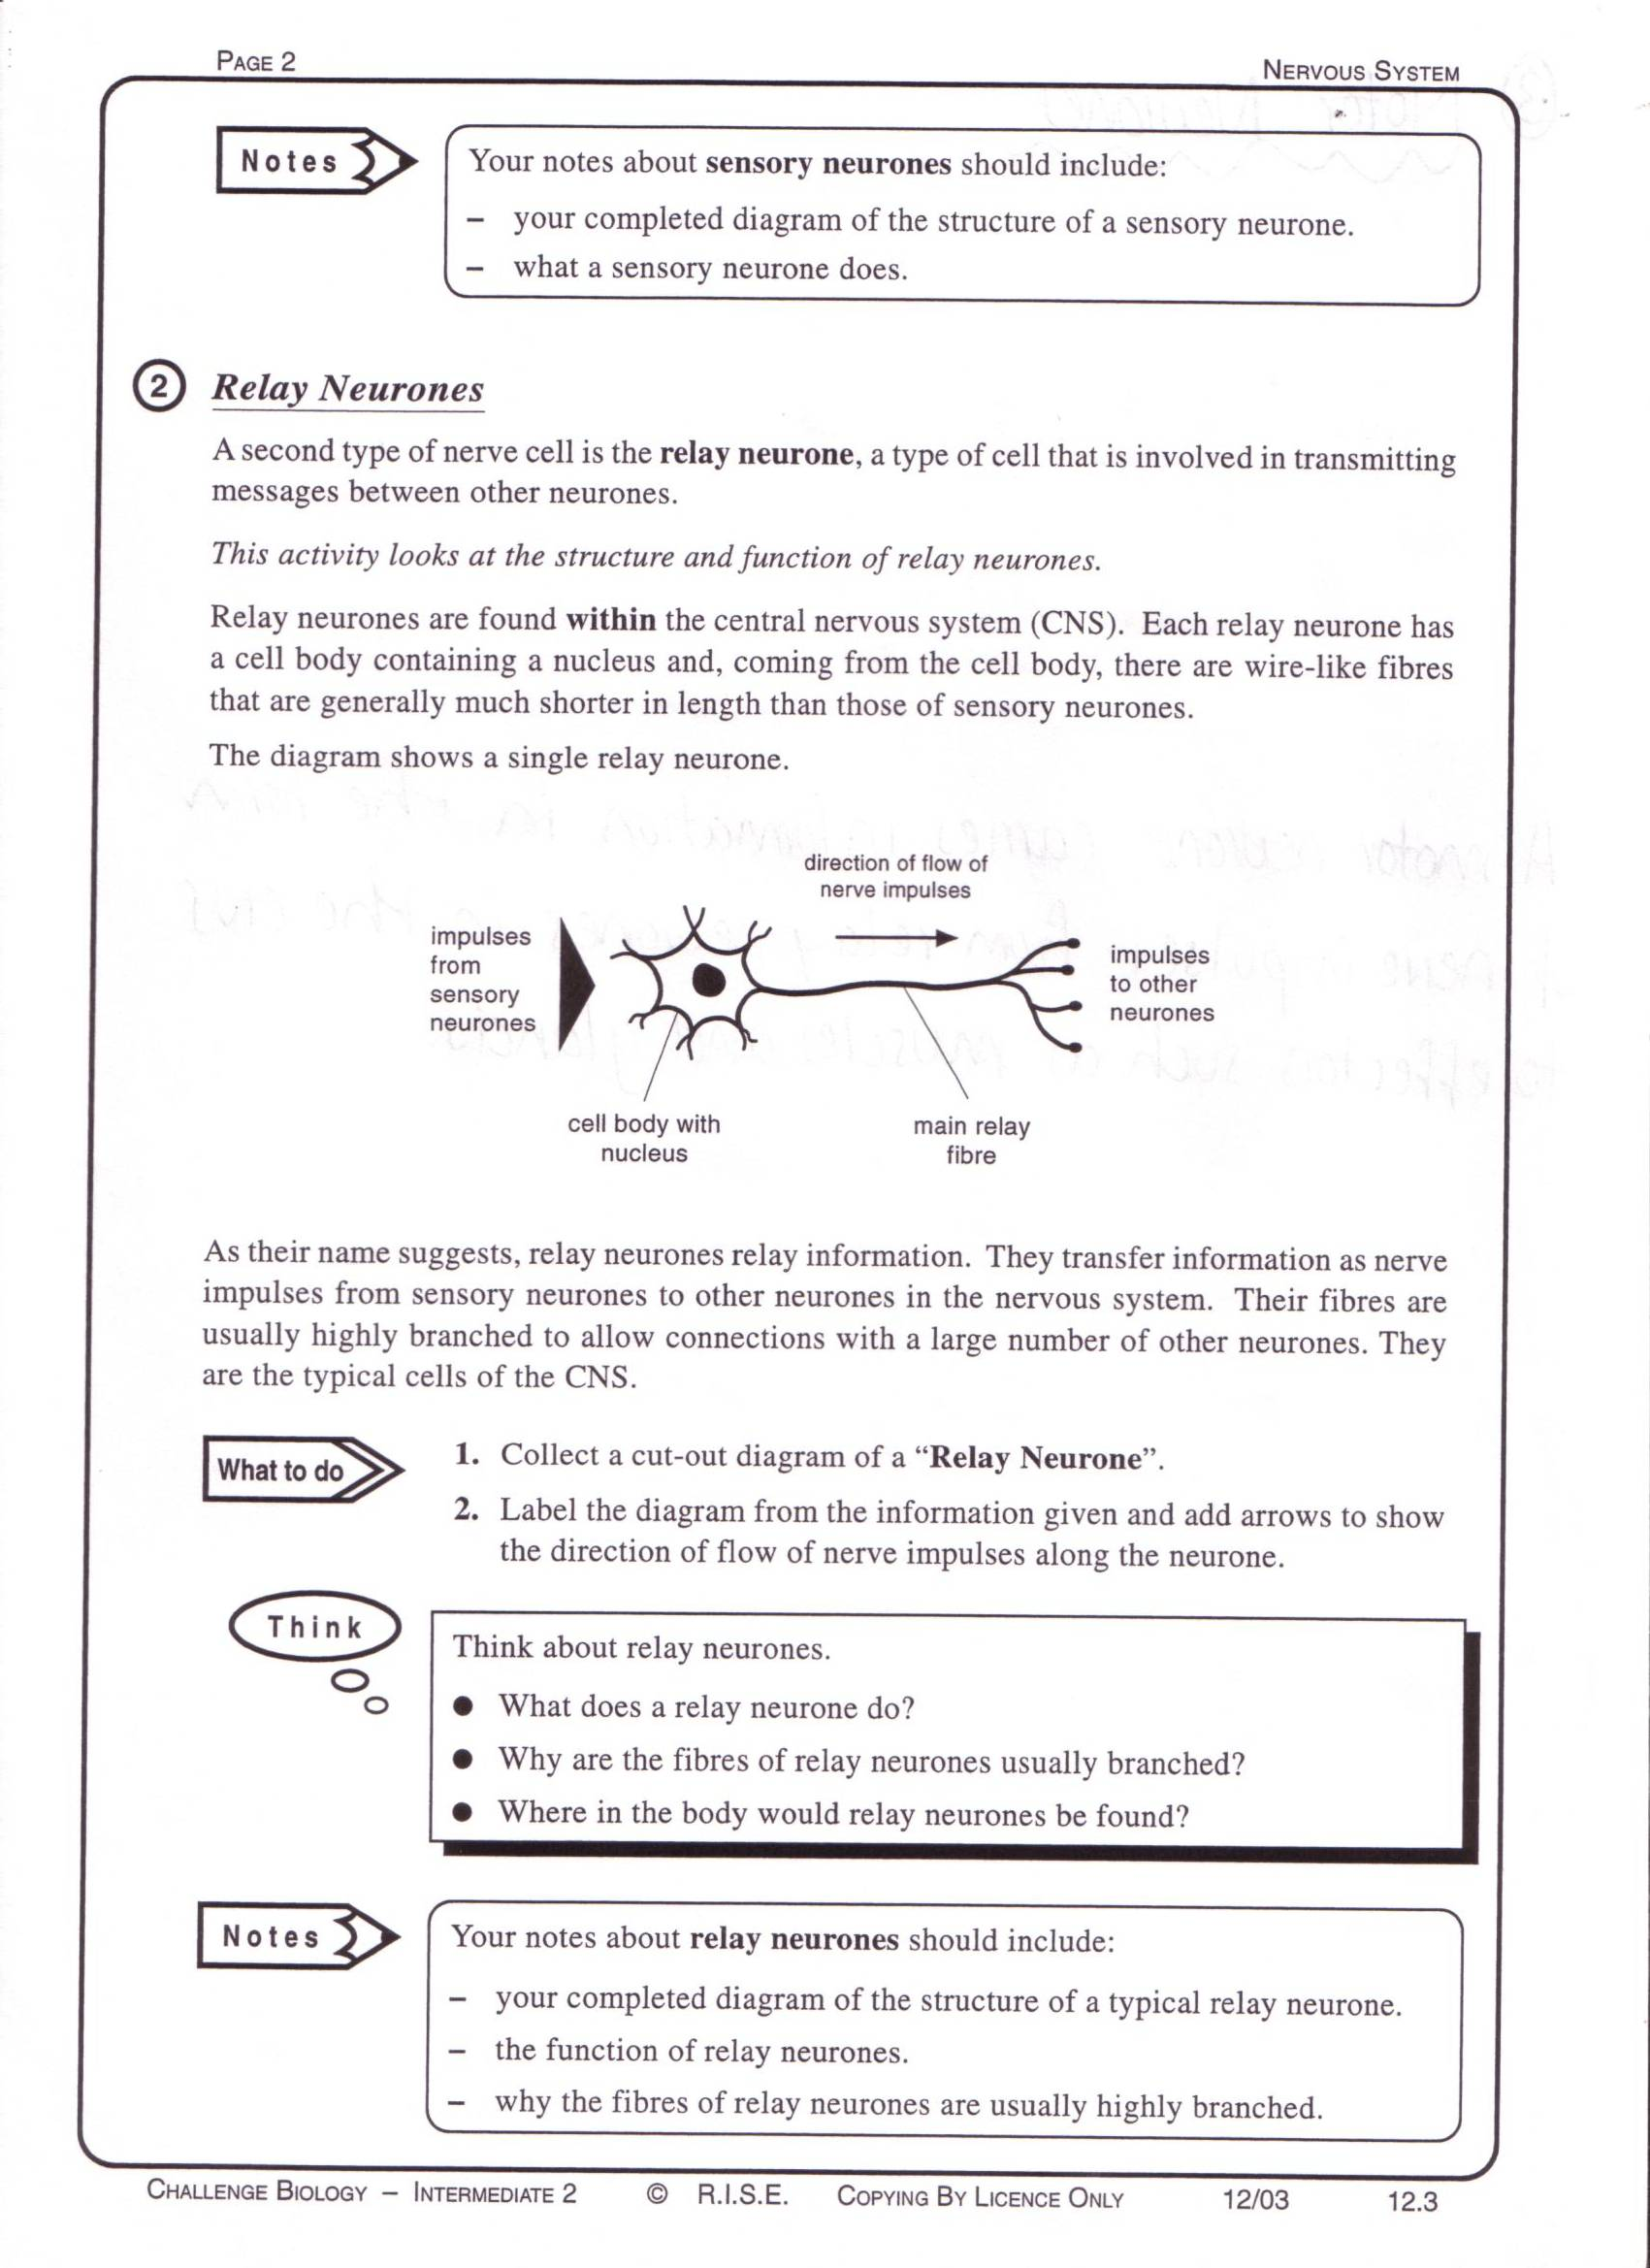 PAGE 2
NERVOUS SYSTEM
Notes
Your notes about sensory neurones should include:
– your completed diagram of the structure of a sensory neurone.
– what a sensory neurone does.
2 Relay Neurones
A second type of nerve cell is the relay neurone, a type of cell that is involved in transmitting
messages between other neurones.
This activity looks at the structure and function of relay neurones.
Relay neurones are found within the central nervous system (CNS). Each relay neurone has
a cell body containing a nucleus and, coming from the cell body, there are wire-like fibres
that are generally much shorter in length than those of sensory neurones.
The diagram shows a single relay neurone.
direction of flow of
nerve impulses
impulses
from
sensory
neurones
impulses
to other
neurones
cell body with
nucleus
main relay
fibre
As their name suggests, relay neurones relay information. They transfer information as nerve
impulses from sensory neurones to other neurones in the nervous system. Their fibres are
usually highly branched to allow connections with a large number of other neurones. They
are the typical cells of the CNS.
What to do
1. Collect a cut-out diagram of a “Relay Neurone”.
2. Label the diagram from the information given and add arrows to show
the direction of flow of nerve impulses along the neurone.
Think
Think about relay neurones.
● What does a relay neurone do?
● Why are the fibres of relay neurones usually branched?
● Where in the body would relay neurones be found?
Notes
Your notes about relay neurones should include:
– your completed diagram of the structure of a typical relay neurone.
– the function of relay neurones.
– why the fibres of relay neurones are usually highly branched.
CHALLENGE BIOLOGY – INTERMEDIATE 2 © R.I.S.E. COPYING BY LICENCE ONLY 12/03 12.3